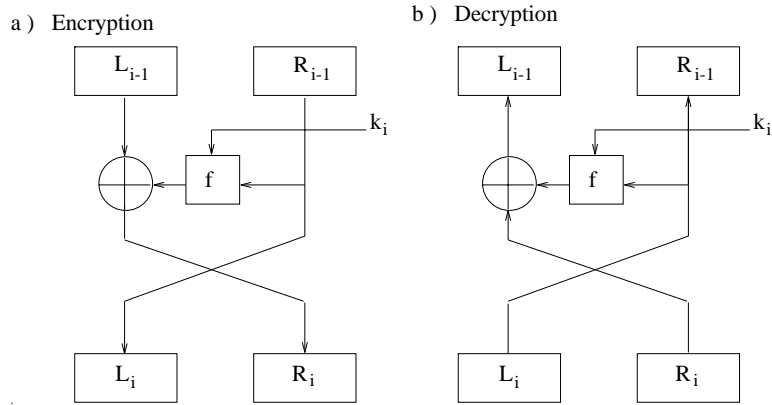 a ) Encryption
L_{i-1}
R_{i-1}
k_i
f
L_i
R_i
b ) Decryption
L_{i-1}
R_{i-1}
k_i
f
L_i
R_i